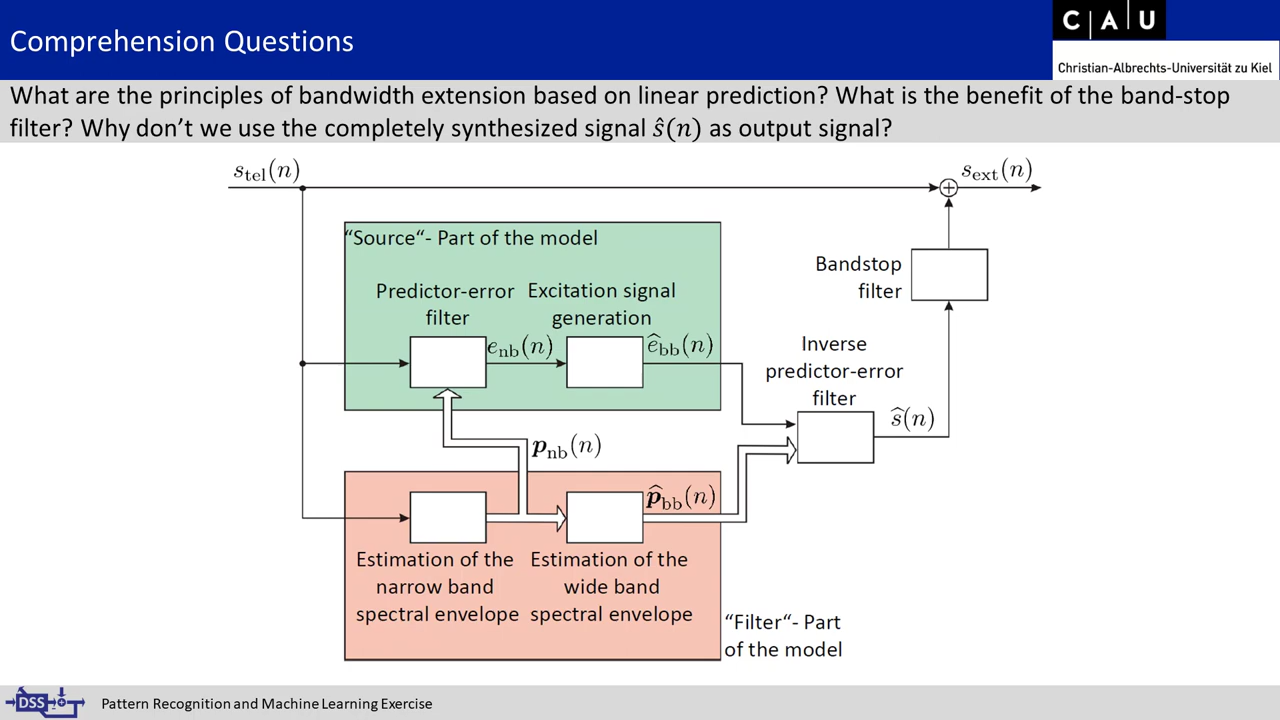 Comprehension Questions
C A U
Christian-Albrechts-Universität zu Kiel
What are the principles of bandwidth extension based on linear prediction? What is the benefit of the band-stop
filter? Why don't we use the completely synthesized signal ŝ(n) as output signal?
s_tel(n)
s_ext(n)
“Source“- Part of the model
Bandstop
filter
Predictor-error
filter
Excitation signal
generation
e_nb(n)
ê_bb(n)
Inverse
predictor-error
filter
ŝ(n)
p_nb(n)
p̂_bb(n)
Estimation of the
narrow band
spectral envelope
Estimation of the
wide band
spectral envelope
“Filter“- Part
of the model
DSS
Pattern Recognition and Machine Learning Exercise